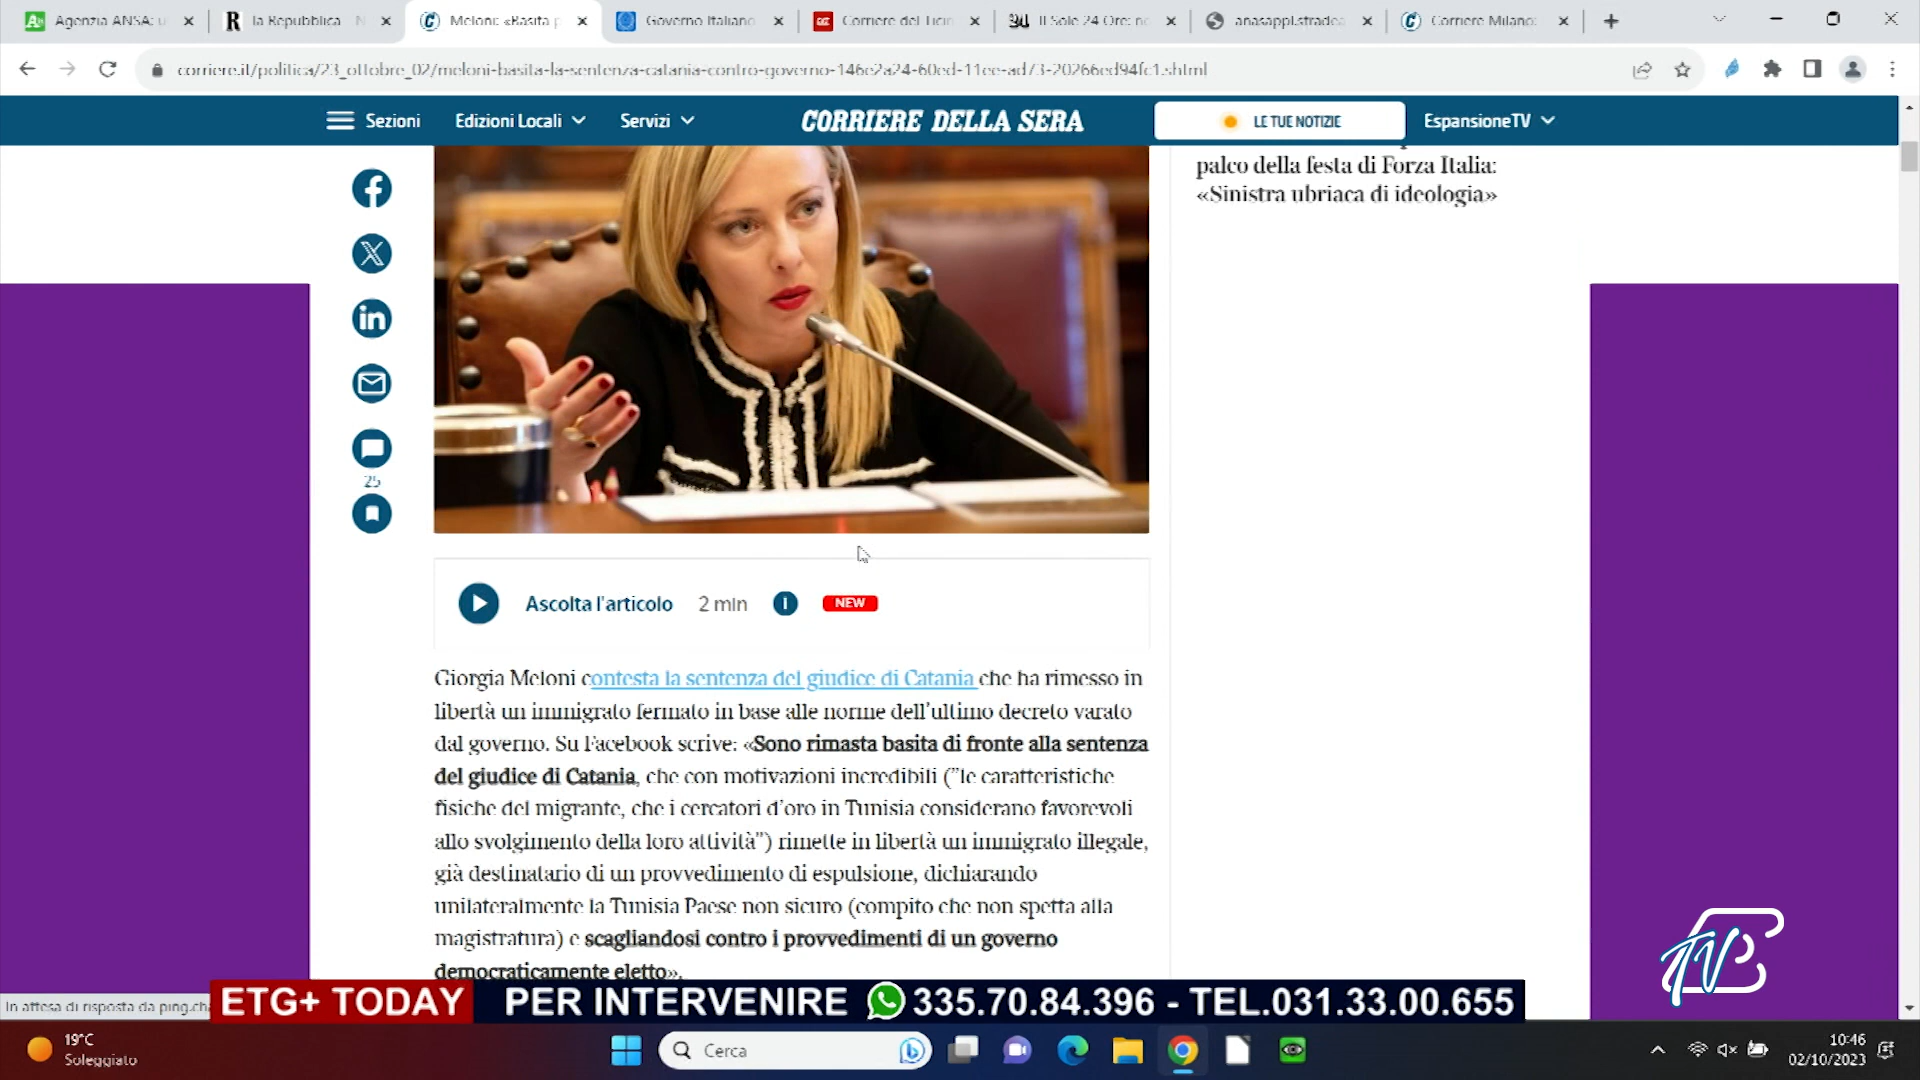 Agenzia ANSA: u
la Repubblica - N
Meloni: «Basita p
Governo Italiano
Corriere del Ticin
Il Sole 24 Ore: no
anasappl.stradea
Corriere Milano:
corriere.it/politica/23_ottobre_02/meloni-basita-la-sentenza-catania-contro-governo-146e2a24-60ed-11ee-ad73-20266ed94fc1.shtml
Sezioni
Edizioni Locali
Servizi
CORRIERE DELLA SERA
LE TUE NOTIZIE
EspansioneTV
palco della festa di Forza Italia:
«Sinistra ubriaca di ideologia»
25
Ascolta l'articolo 2 min i NEW
Giorgia Meloni contesta la sentenza del giudice di Catania che ha rimesso in
libertà un immigrato fermato in base alle norme dell'ultimo decreto varato
dal governo. Su Facebook scrive: «Sono rimasta basita di fronte alla sentenza
del giudice di Catania, che con motivazioni incredibili ("le caratteristiche
fisiche del migrante, che i cercatori d'oro in Tunisia considerano favorevoli
allo svolgimento della loro attività") rimette in libertà un immigrato illegale,
già destinatario di un provvedimento di espulsione, dichiarando
unilateralmente la Tunisia Paese non sicuro (compito che non spetta alla
magistratura) e scagliandosi contro i provvedimenti di un governo
democraticamente eletto».
In attesa di risposta da ping.cha
ETG+ TODAY PER INTERVENIRE 335.70.84.396 - TEL.031.33.00.655
19°C
Soleggiato
Cerca
10:46
02/10/2023